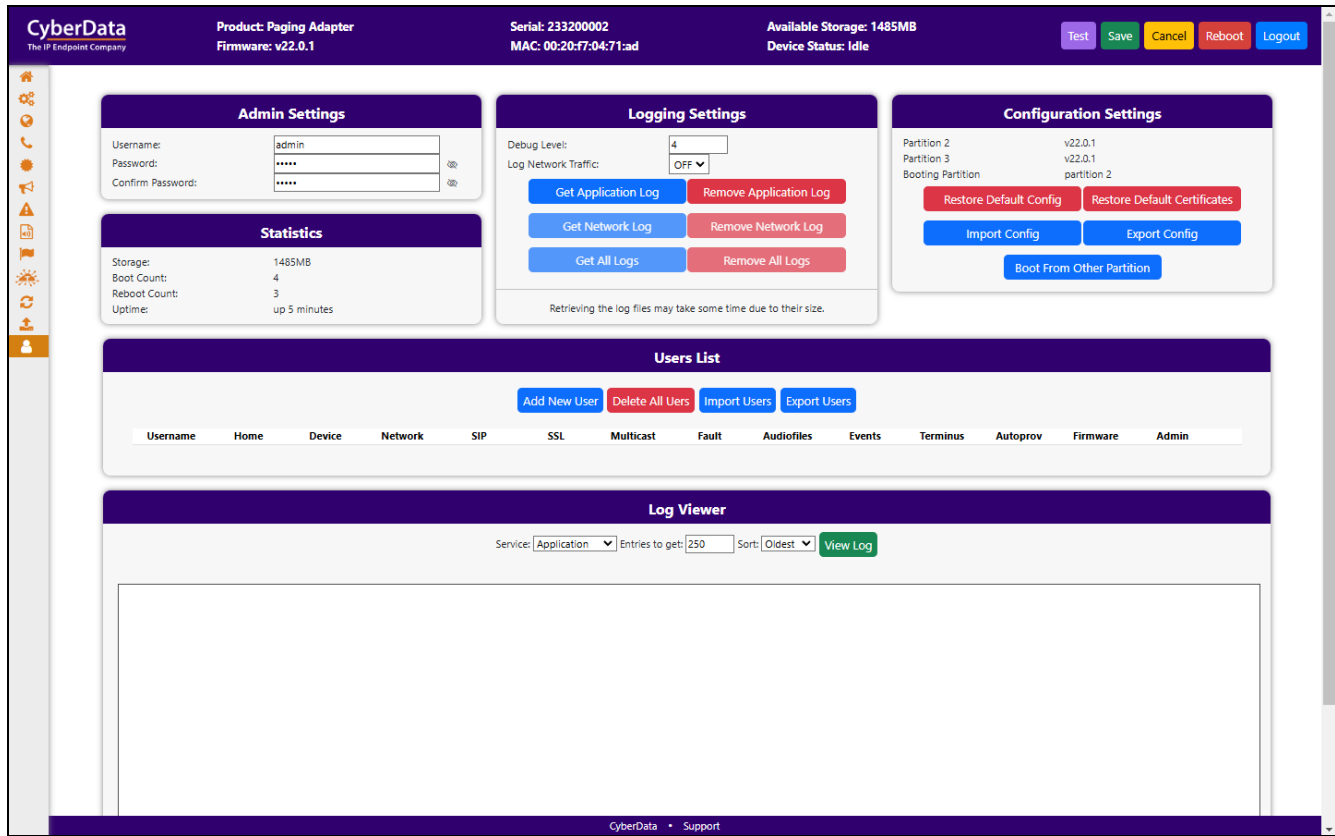 CyberData
The IP Endpoint Company
Product: Paging Adapter
Firmware: v22.0.1
Serial: 233200002
MAC: 00:20:f7:04:71:ad
Available Storage: 1485MB
Device Status: Idle
Test Save Cancel Reboot Logout
Admin Settings
Username: admin
Password: •••••
Confirm Password: •••••
Statistics
Storage: 1485MB
Boot Count: 4
Reboot Count: 3
Uptime: up 5 minutes
Logging Settings
Debug Level: 4
Log Network Traffic: OFF
Get Application Log Remove Application Log
Get Network Log Remove Network Log
Get All Logs Remove All Logs
Retrieving the log files may take some time due to their size.
Configuration Settings
Partition 2 v22.0.1
Partition 3 v22.0.1
Booting Partition partition 2
Restore Default Config Restore Default Certificates
Import Config Export Config
Boot From Other Partition
Users List
Add New User Delete All Uers Import Users Export Users
Username Home Device Network SIP SSL Multicast Fault Audiofiles Events Terminus Autoprov Firmware Admin
Log Viewer
Service: Application Entries to get: 250 Sort: Oldest View Log
CyberData • Support